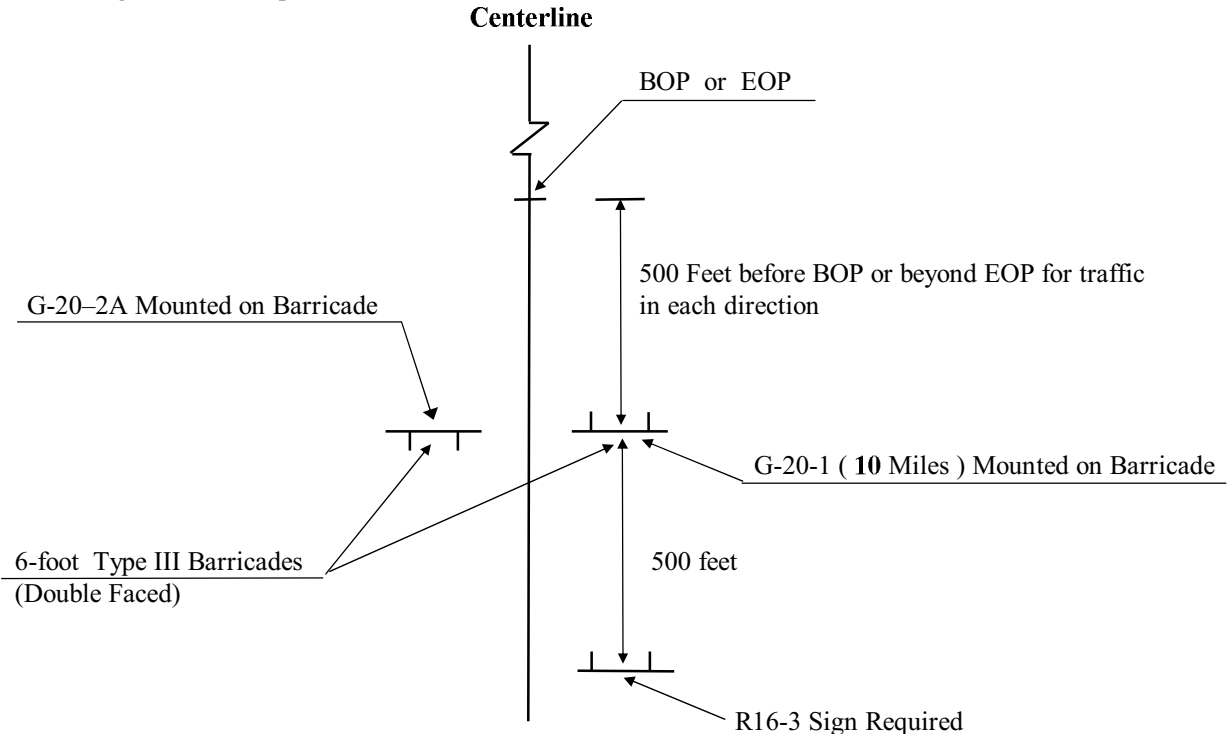 Centerline
BOP or EOP
500 Feet before BOP or beyond EOP for traffic
in each direction
G-20–2A Mounted on Barricade
G-20-1 ( 10 Miles ) Mounted on Barricade
6-foot Type III Barricades
(Double Faced)
500 feet
R16-3 Sign Required